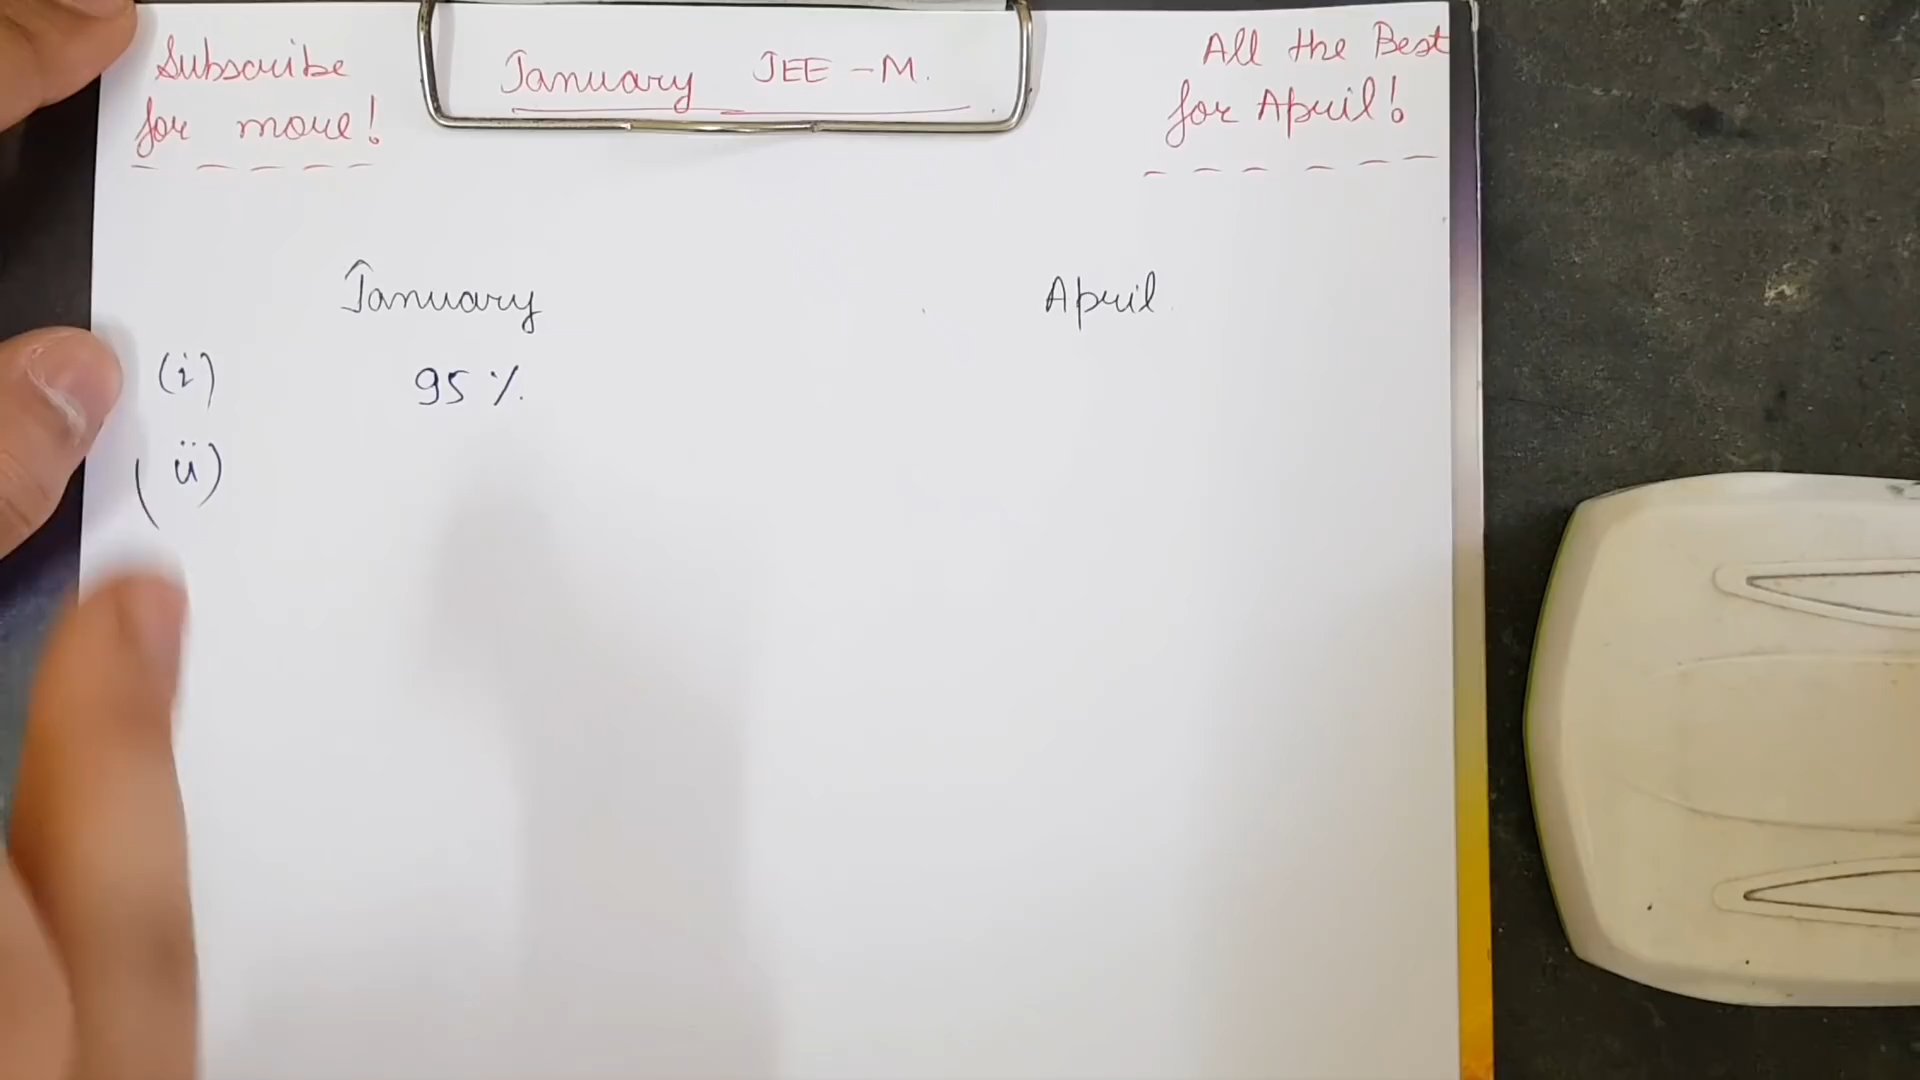 Subscribe
for more!
January JEE-M.
All the Best
for April!
January April
(i) 95%
(ii)